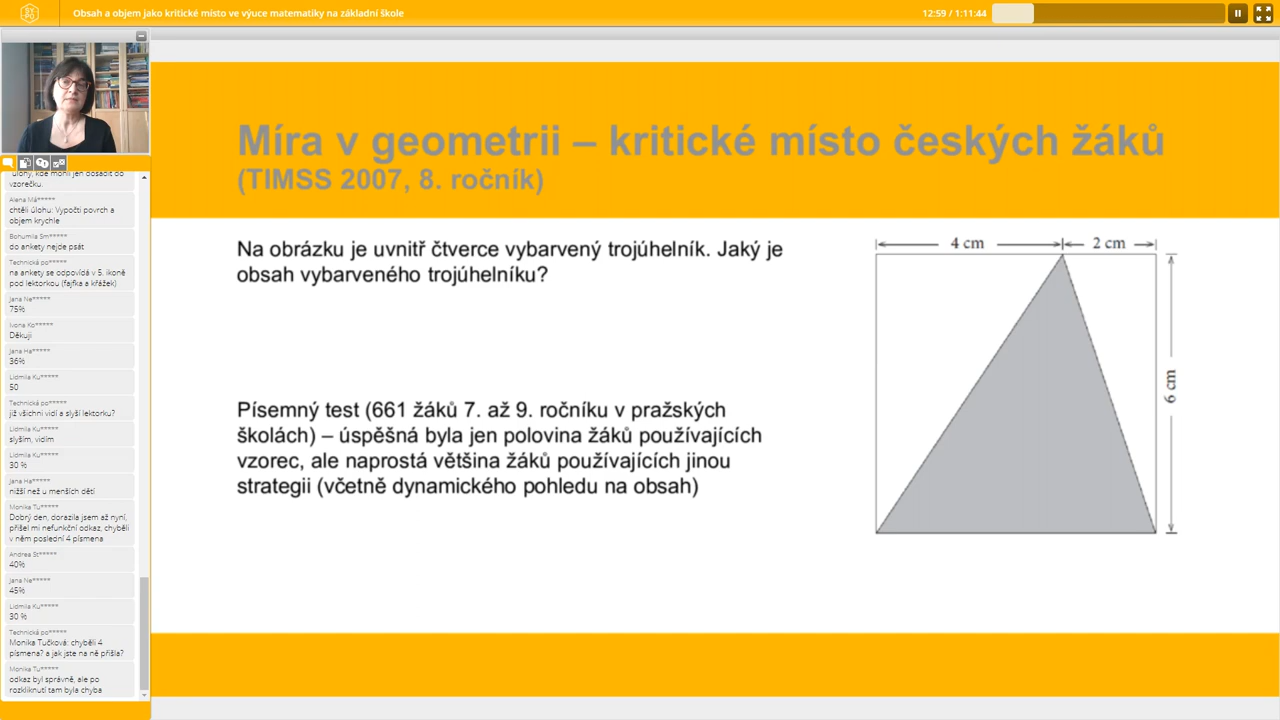 Obsah a objem jako kritické místo ve výuce matematiky na základní škole
12:59 / 1:11:44
Míra v geometrii – kritické místo českých žáků
(TIMSS 2007, 8. ročník)
Na obrázku je uvnitř čtverce vybarvený trojúhelník. Jaký je
obsah vybarveného trojúhelníku?
4 cm
2 cm
6 cm
Písemný test (661 žáků 7. až 9. ročníku v pražských
školách) – úspěšná byla jen polovina žáků používajících
vzorec, ale naprostá většina žáků používajících jinou
strategii (včetně dynamického pohledu na obsah)
úlohy, kde mohli jen dosadit do
vzorečku.
Alena Má*****
chtěli úlohu: Vypočti povrch a
objem krychle
Bohumila Sm*****
do ankety nejde psát
Technická po*****
na ankety se odpovídá v 5. ikoně
pod lektorkou (fajfka a křážek)
Jana Ne*****
75%
Ivona Ko*****
Děkuji
Jana Ha*****
36%
Lidmila Ku*****
50
Technická po*****
již všichni vidí a slyší lektorku?
Lidmila Ku*****
slyším, vidím
Lidmila Ku*****
30 %
Jana Ha*****
nižší než u menších dětí
Monika Tu*****
Dobrý den, dorazila jsem až nyní,
přišel mi nefunkční odkaz, chyběli
v něm poslední 4 písmena
Andrea St*****
40%
Jana Ne*****
45%
Lidmila Ku*****
30 %
Technická po*****
Monika Tučková: chyběli 4
písmena? a jak jste na ně přišla?
Monika Tu*****
odkaz byl správně, ale po
rozkliknutí tam byla chyba